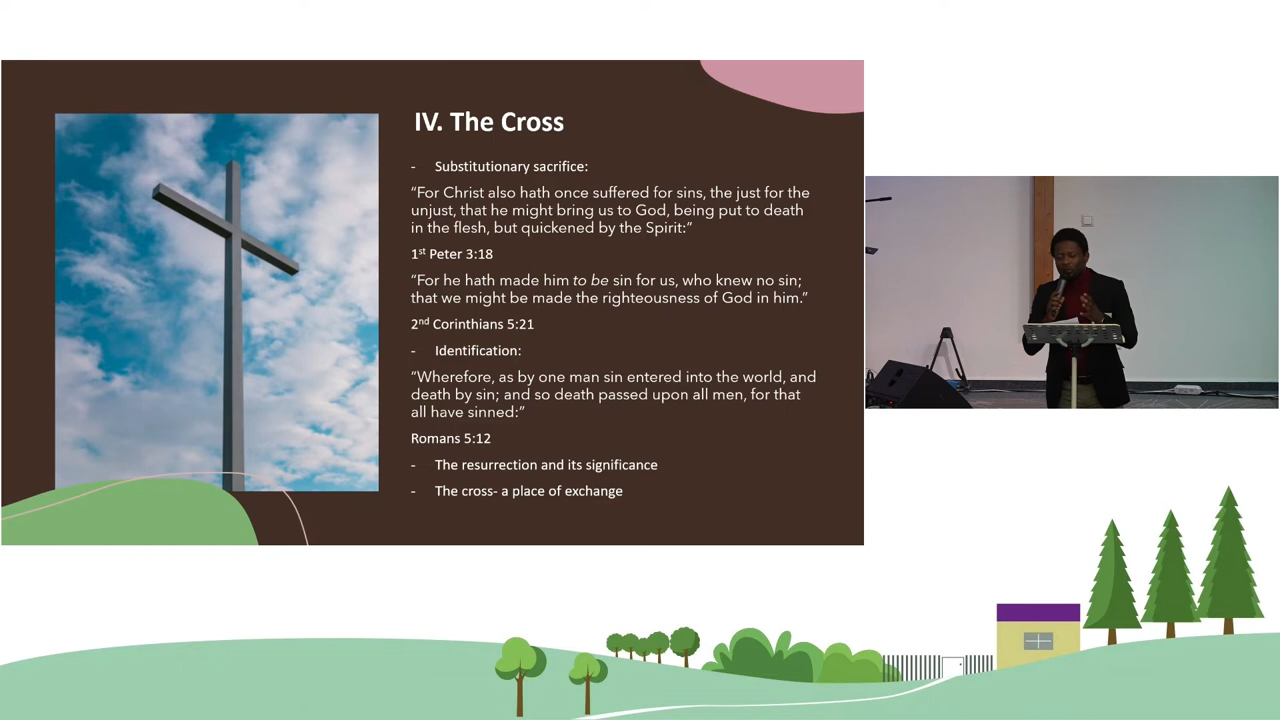 IV. The Cross
- Substitutionary sacrifice:
“For Christ also hath once suffered for sins, the just for the
unjust, that he might bring us to God, being put to death
in the flesh, but quickened by the Spirit:”
1st Peter 3:18
“For he hath made him to be sin for us, who knew no sin;
that we might be made the righteousness of God in him.”
2nd Corinthians 5:21
- Identification:
“Wherefore, as by one man sin entered into the world, and
death by sin; and so death passed upon all men, for that
all have sinned:”
Romans 5:12
- The resurrection and its significance
- The cross- a place of exchange